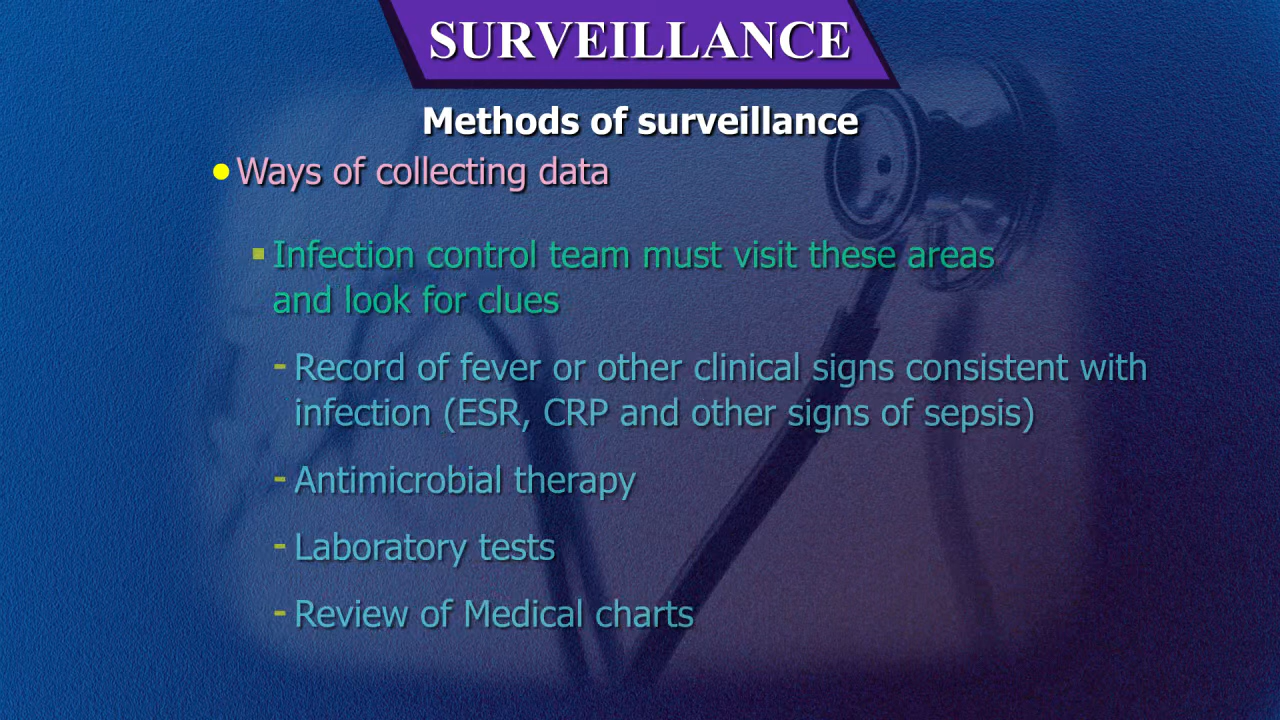 SURVEILLANCE
Methods of surveillance
• Ways of collecting data
▪ Infection control team must visit these areas
and look for clues
- Record of fever or other clinical signs consistent with
infection (ESR, CRP and other signs of sepsis)
- Antimicrobial therapy
- Laboratory tests
- Review of Medical charts